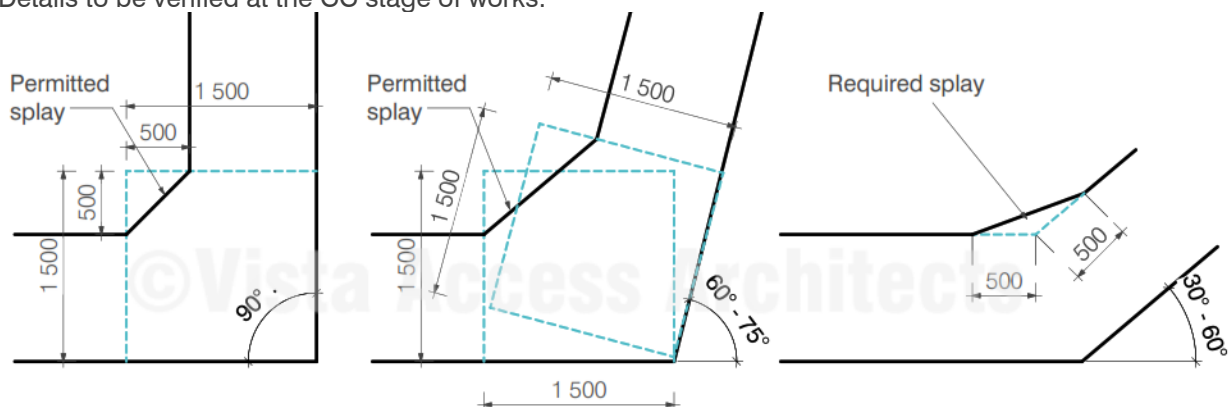 Details to be verified at the CC stage of works.
Permitted
splay
1 500
500
500
1 500
90°
Permitted
splay
1 500
1 500
1 500
60° - 75°
1 500
Required splay
500
500
30° - 60°
©Vista Access Architects